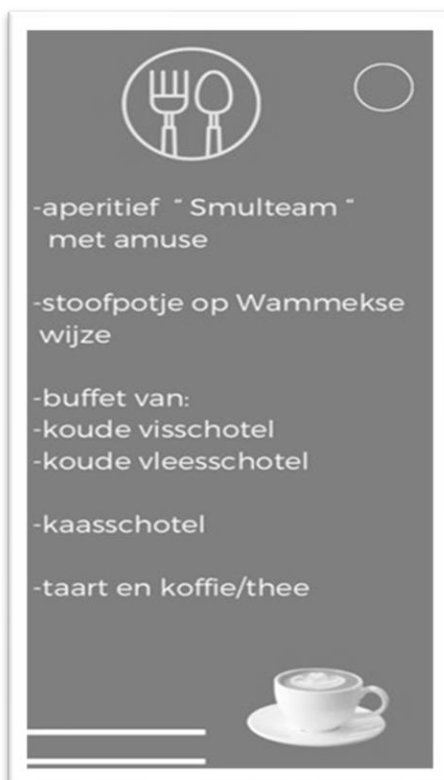 -aperitief “ Smulteam “
met amuse
-stoofpotje op Wammekse
wijze
-buffet van:
-koude visschotel
-koude vleesschotel
-kaasschotel
-taart en koffie/thee